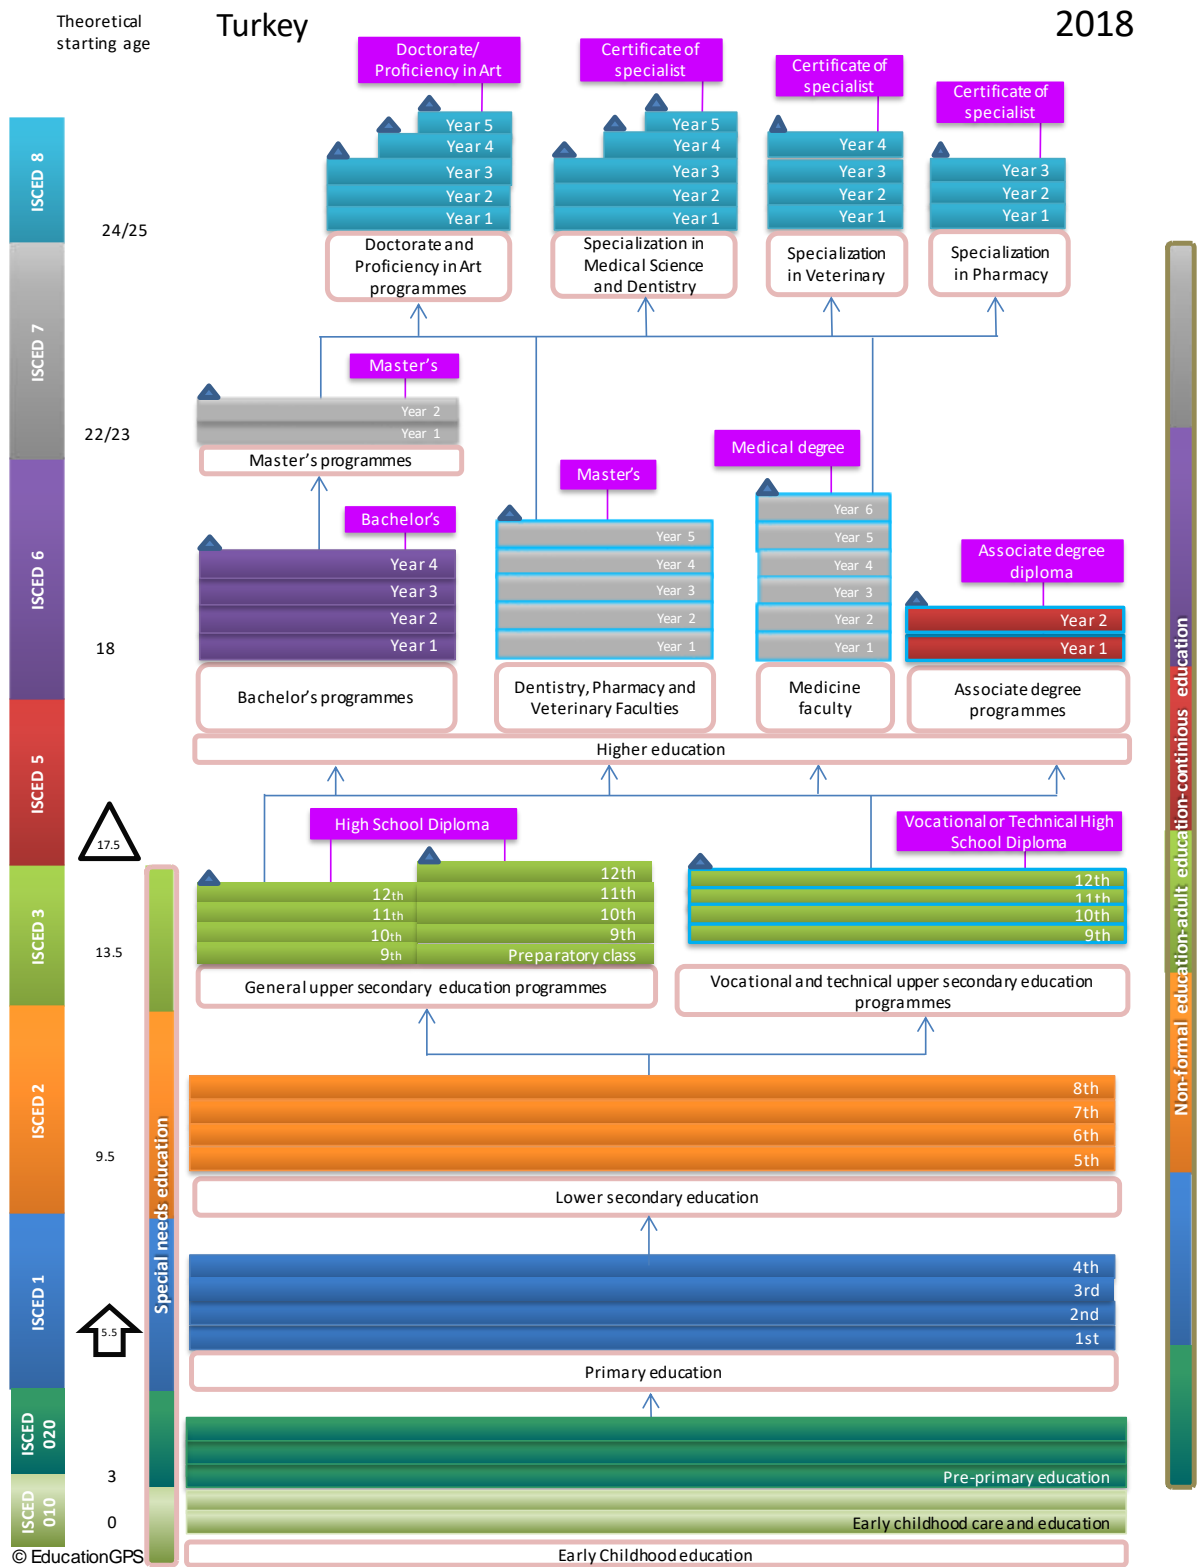 Theoretical
starting age
Turkey
2018
Doctorate/
Proficiency in Art
Certificate of
specialist
Certificate of
specialist
Certificate of
specialist
Year 5
Year 4
Year 3
Year 2
Year 1
Year 5
Year 4
Year 3
Year 2
Year 1
Year 4
Year 3
Year 2
Year 1
Year 3
Year 2
Year 1
ISCED 8
24/25
Doctorate and
Proficiency in Art
programmes
Specialization in
Medical Science
and Dentistry
Specialization
in Veterinary
Specialization
in Pharmacy
ISCED 7
22/23
Master's
Year 2
Year 1
Master's programmes
Medical degree
Master's
Bachelor's
Associate degree
diploma
ISCED 6
18
Year 4
Year 3
Year 2
Year 1
Year 5
Year 4
Year 3
Year 2
Year 1
Year 6
Year 5
Year 4
Year 3
Year 2
Year 1
Year 2
Year 1
Bachelor's programmes
Dentistry, Pharmacy and
Veterinary Faculties
Medicine
faculty
Associate degree
programmes
Higher education
ISCED 5
17.5
High School Diploma
Vocational or Technical High
School Diploma
ISCED 3
13.5
12th
11th
10th
9th
12th
11th
10th
9th
Preparatory class
12th
11th
10th
9th
General upper secondary education programmes
Vocational and technical upper secondary education
programmes
ISCED 2
9.5
8th
7th
6th
5th
Lower secondary education
Special needs education
Non-formal education-adult education-continious education
ISCED 1
5.5
4th
3rd
2nd
1st
Primary education
ISCED
020
3
Pre-primary education
ISCED
010
0
Early childhood care and education
Early Childhood education
© EducationGPS